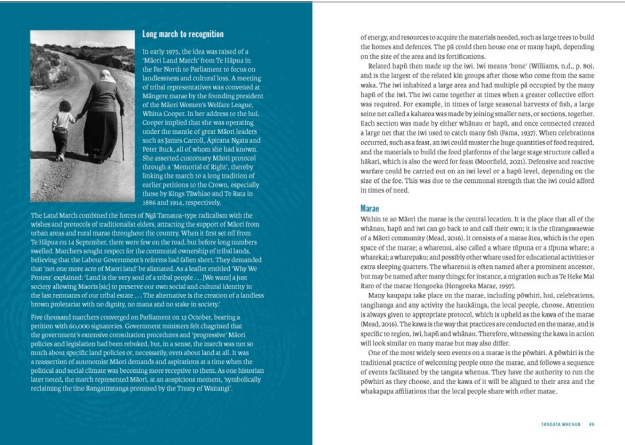 Long march to recognition
In early 1975, the idea was raised of a
'Māori Land March' from Te Hāpua in
the Far North to Parliament to focus on
landlessness and cultural loss. A meeting
of tribal representatives was convened at
Māngere marae by the founding president
of the Māori Women's Welfare League,
Whina Cooper. In her address to the hui,
Cooper implied that she was operating
under the mantle of great Māori leaders
such as James Carroll, Āpirana Ngata and
Peter Buck, all of whom she had known.
She asserted customary Māori protocol
through a 'Memorial of Right', thereby
linking the march to a long tradition of
earlier petitions to the Crown, especially
those by Kings Tāwhiao and Te Rata in
1886 and 1914, respectively.
The Land March combined the forces of Ngā Tamatoa-type radicalism with the
wishes and protocols of traditionalist elders, attracting the support of Māori from
urban areas and rural marae throughout the country. When it first set off from
Te Hāpua on 14 September, there were few on the road, but before long numbers
swelled. Marchers sought respect for the communal ownership of tribal lands,
believing that the Labour Government's reforms had fallen short. They demanded
that 'not one more acre of Maori land' be alienated. As a leaflet entitled 'Why We
Protest' explained: 'Land is the very soul of a tribal people . . . [We want] a just
society allowing Maoris [sic] to preserve our own social and cultural identity in
the last remnants of our tribal estate . . . The alternative is the creation of a landless
brown proletariat with no dignity, no mana and no stake in society.'
Five thousand marchers converged on Parliament on 13 October, bearing a
petition with 60,000 signatories. Government ministers felt chagrined that
the government's extensive consultation procedures and 'progressive' Māori
policies and legislation had been rebuked, but, in a sense, the march was not so
much about specific land policies or, necessarily, even about land at all. It was
a reassertion of autonomist Māori demands and aspirations at a time when the
political and social climate was becoming more receptive to them. As one historian
later noted, the march represented Māori, at an auspicious moment, 'symbolically
reclaiming the tino Rangatiratanga promised by the Treaty of Waitangi'.
of energy, and resources to acquire the materials needed, such as large trees to build
the homes and defences. The pā could then house one or many hapū, depending
on the size of the area and its fortifications.
Related hapū then made up the iwi. Iwi means 'bone' (Williams, n.d., p. 80),
and is the largest of the related kin groups after those who come from the same
waka. The iwi inhabited a large area and had multiple pā occupied by the many
hapū of the iwi. The iwi came together at times when a greater collective effort
was required. For example, in times of large seasonal harvests of fish, a large
seine net called a kaharoa was made by joining smaller nets, or sections, together.
Each section was made by either whānau or hapū, and once connected created
a large net that the iwi used to catch many fish (Pama, 1937). When celebrations
occurred, such as a feast, an iwi could muster the huge quantities of food required,
and the materials to build the food platforms of the large stage structure called a
hākari, which is also the word for feast (Moorfield, 2021). Defensive and reactive
warfare could be carried out on an iwi level or a hapū level, depending on the
size of the foe. This was due to the communal strength that the iwi could afford
in times of need.
Marae
Within te ao Māori the marae is the central location. It is the place that all of the
whānau, hapū and iwi can go back to and call their own; it is the tūrangawaewae
of a Māori community (Mead, 2016). It consists of a marae ātea, which is the open
space of the marae; a wharenui, also called a whare tīpuna or a tīpuna whare; a
wharekai; a wharepaku; and possibly other whare used for educational activities or
extra sleeping quarters. The wharenui is often named after a prominent ancestor,
but may be named after many things; for instance, a migration such as Te Heke Mai
Raro of the marae Hongoeka (Hongoeka Marae, 1997).
Many kaupapa take place on the marae, including pōwhiri, hui, celebrations,
tangihanga and any activity the haukāinga, the local people, choose. Attention
is always given to appropriate protocol, which is upheld as the kawa of the marae
(Mead, 2016). The kawa is the way that practices are conducted on the marae, and is
specific to region, iwi, hapū and whānau. Therefore, witnessing the kawa in action
will look similar on many marae but may also differ.
One of the most widely seen events on a marae is the pōwhiri. A pōwhiri is the
traditional practice of welcoming people onto the marae, and follows a sequence
of events facilitated by the tangata whenua. They have the authority to run the
pōwhiri as they choose, and the kawa of it will be aligned to their area and the
whakapapa affiliations that the local people share with other marae.
TANGATA WHENUA 49